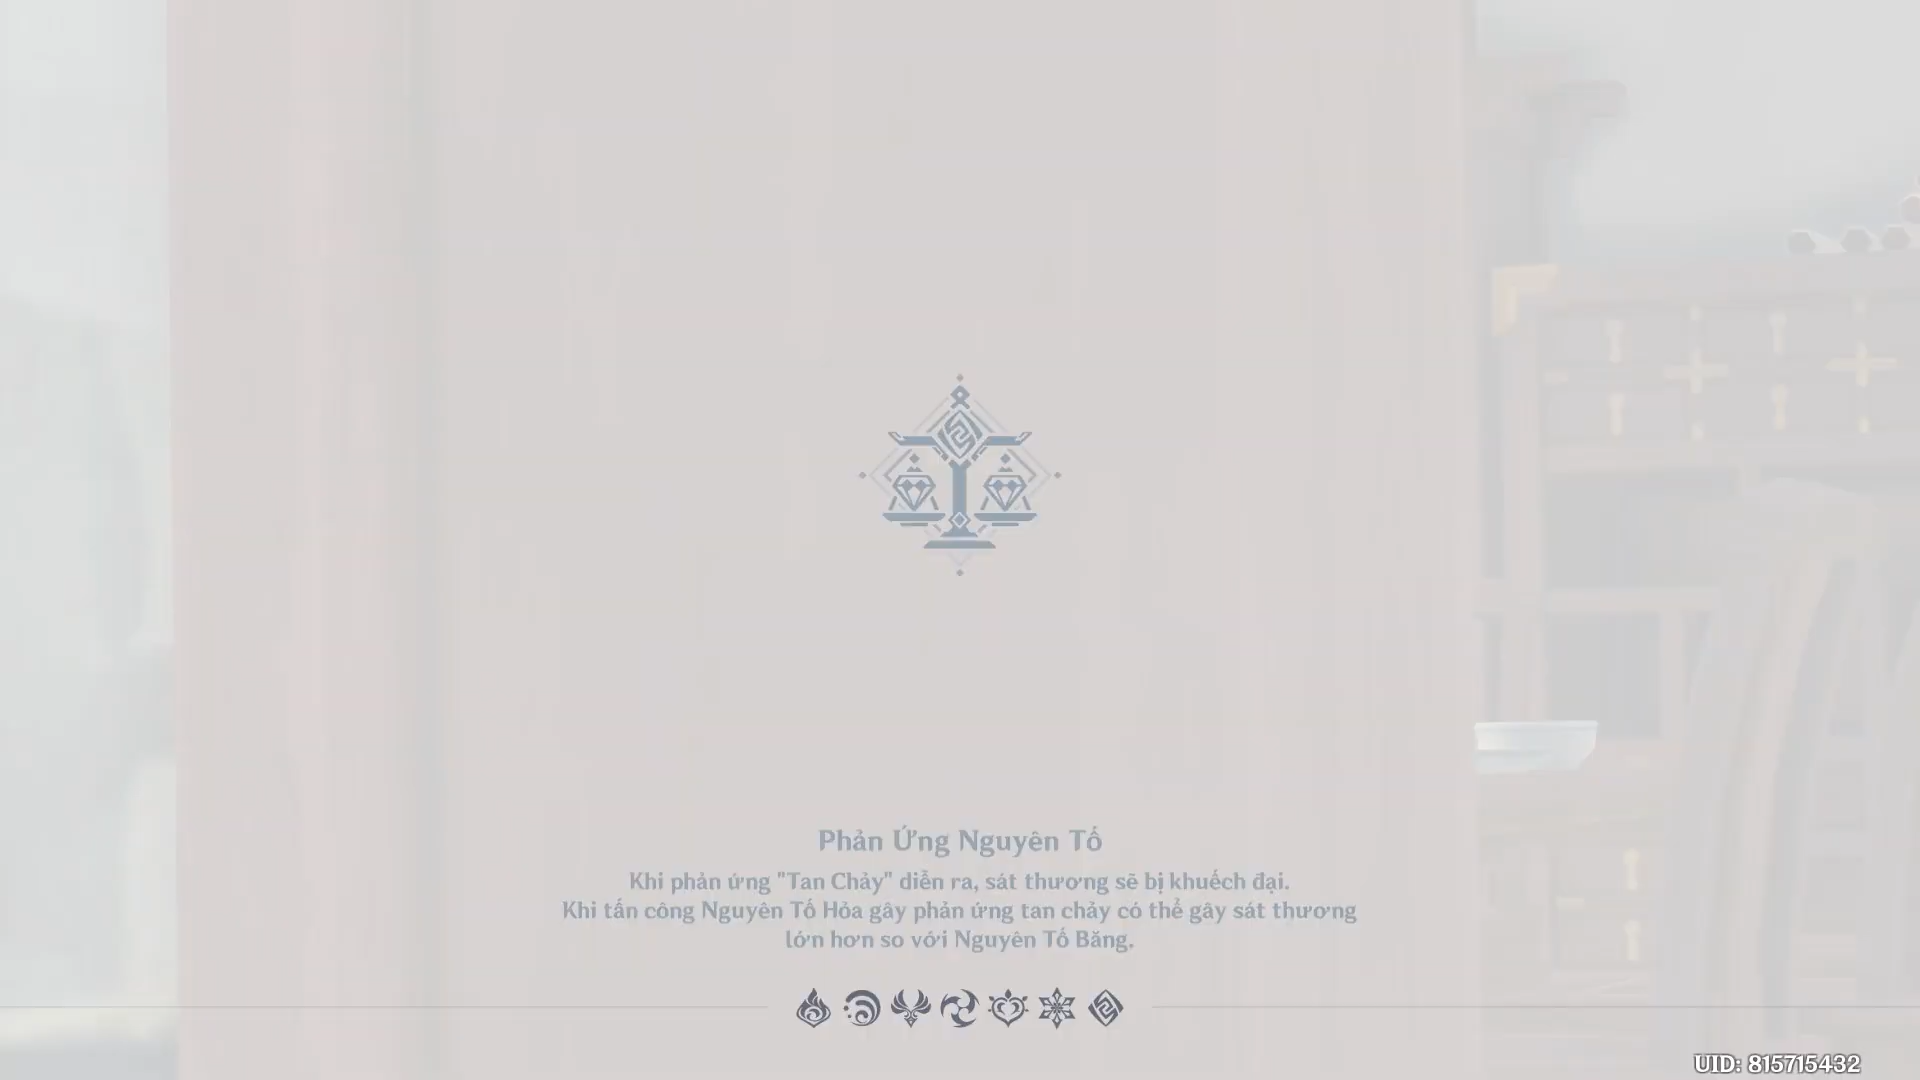 Phản Ứng Nguyên Tố
Khi phản ứng "Tan Chảy" diễn ra, sát thương sẽ bị khuếch đại.
Khi tấn công Nguyên Tố Hỏa gây phản ứng tan chảy có thể gây sát thương
lớn hơn so với Nguyên Tố Băng.
UID: 815715432